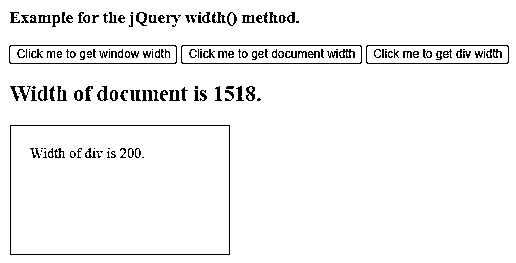 Example for the jQuery width() method.
Click me to get window width Click me to get document width Click me to get div width
Width of document is 1518.
Width of div is 200.